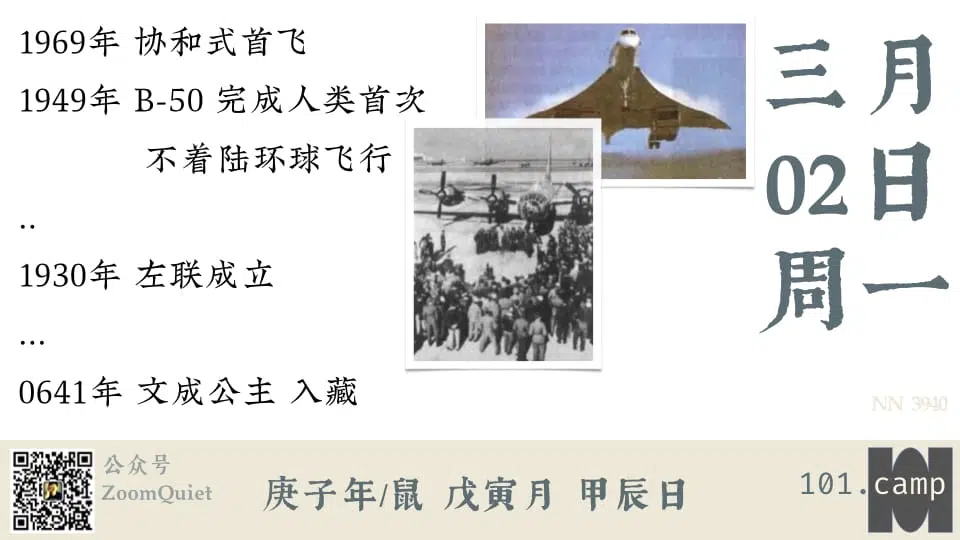 1969年 协和式首飞
1949年 B-50 完成人类首次
不着陆环球飞行
..
1930年 左联成立
...
0641年 文成公主 入藏
三月
02日
周一
NN 3940
公众号
ZoomQuiet
庚子年/鼠 戊寅月 甲辰日
101.camp